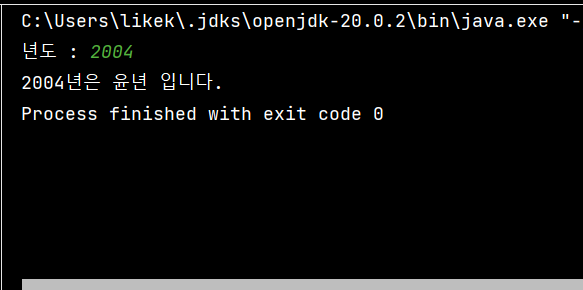 C:\Users\likek\.jdks\openjdk-20.0.2\bin\java.exe "-
년도 : 2004
2004년은 윤년 입니다.
Process finished with exit code 0